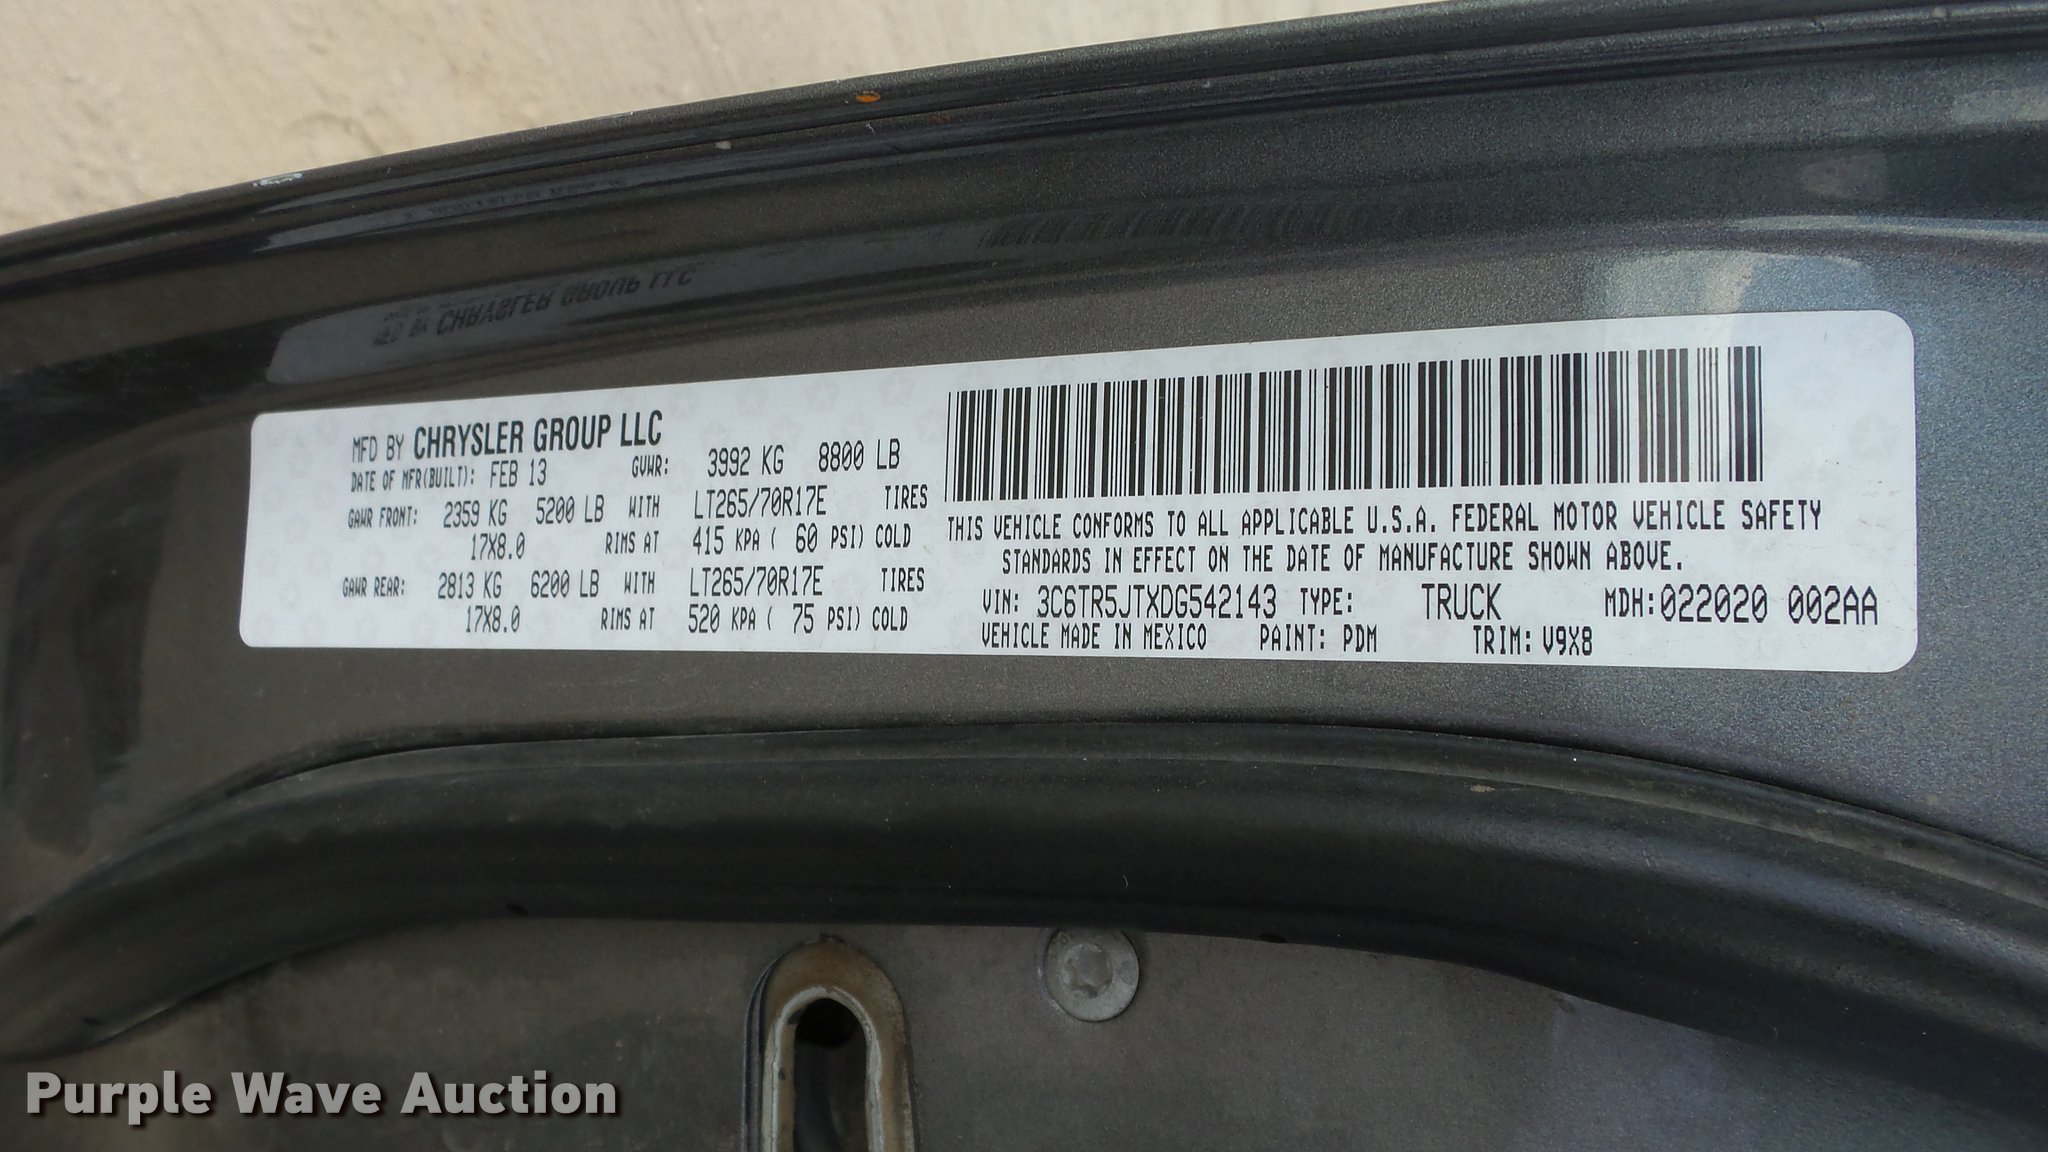 MFD BY CHRYSLER GROUP LLC
DATE OF MFR(BUILT): FEB 13 GVWR: 3992 KG 8800 LB
GAWR FRONT: 2359 KG 5200 LB WITH LT265/70R17E TIRES
17X8.0 RIMS AT 415 KPA ( 60 PSI) COLD
GAWR REAR: 2813 KG 6200 LB WITH LT265/70R17E TIRES
17X8.0 RIMS AT 520 KPA ( 75 PSI) COLD
THIS VEHICLE CONFORMS TO ALL APPLICABLE U.S.A. FEDERAL MOTOR VEHICLE SAFETY
STANDARDS IN EFFECT ON THE DATE OF MANUFACTURE SHOWN ABOVE.
VIN: 3C6TR5JTXDG542143 TYPE: TRUCK MDH:022020 002AA
VEHICLE MADE IN MEXICO PAINT: PDM TRIM: V9X8
Purple Wave Auction